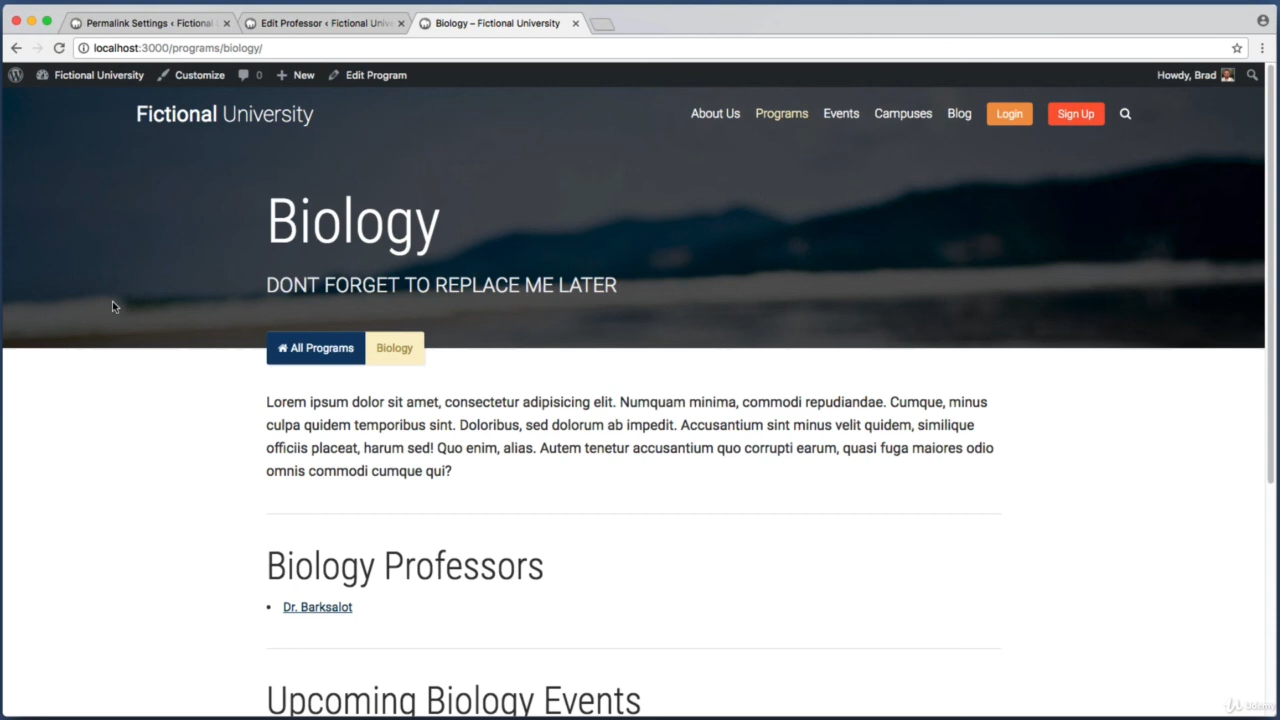 Permalink Settings ‹ Fictional
Edit Professor ‹ Fictional Unive
Biology – Fictional University
localhost:3000/programs/biology/
Fictional University
Customize
0
New
Edit Program
Howdy, Brad
Fictional University
About Us
Programs
Events
Campuses
Blog
Login
Sign Up
Biology
DONT FORGET TO REPLACE ME LATER
All Programs
Biology
Lorem ipsum dolor sit amet, consectetur adipisicing elit. Numquam minima, commodi repudiandae. Cumque, minus
culpa quidem temporibus sint. Doloribus, sed dolorum ab impedit. Accusantium sint minus velit quidem, similique
officiis placeat, harum sed! Quo enim, alias. Autem tenetur accusantium quo corrupti earum, quasi fuga maiores odio
omnis commodi cumque qui?
Biology Professors
• Dr. Barksalot
Upcoming Biology Events
Udemy